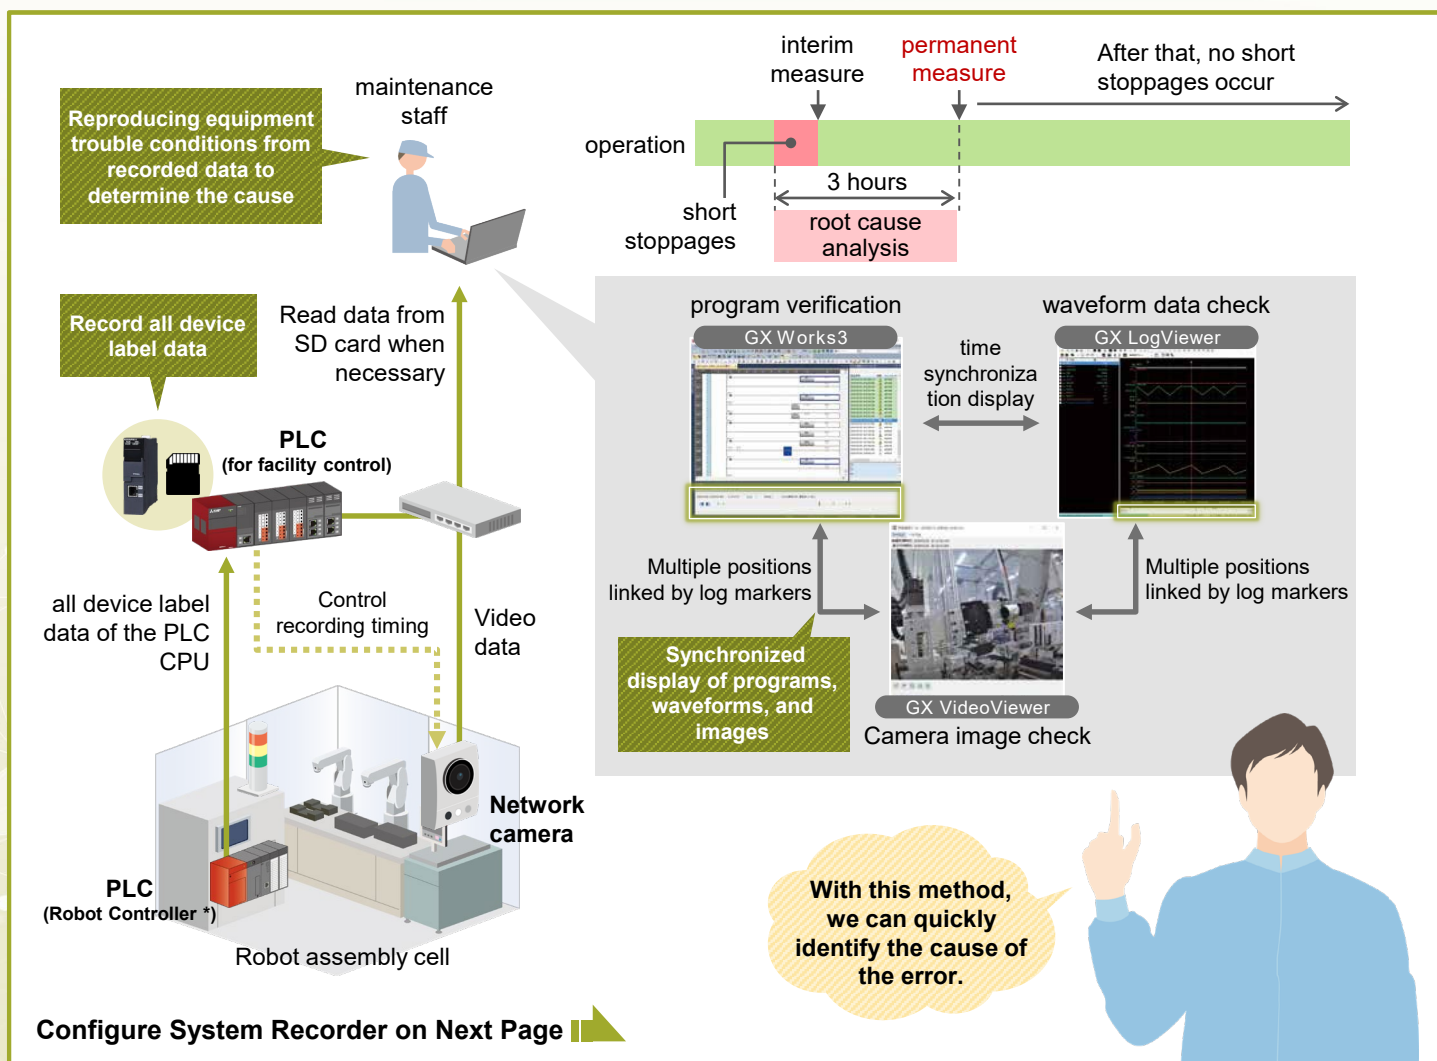 interim
measure
permanent
measure
After that, no short
stoppages occur
maintenance
staff
Reproducing equipment
trouble conditions from
recorded data to
determine the cause
operation
3 hours
short
stoppages
root cause
analysis
program verification
waveform data check
GX Works3
GX LogViewer
Record all device
label data
Read data from
SD card when
necessary
time
synchroniza
tion display
PLC
(for facility control)
Multiple positions
linked by log markers
Multiple positions
linked by log markers
all device label
data of the PLC
CPU
Control
recording timing
Video
data
Synchronized
display of programs,
waveforms, and
images
GX VideoViewer
Camera image check
Network
camera
PLC
(Robot Controller *)
Robot assembly cell
With this method,
we can quickly
identify the cause of
the error.
Configure System Recorder on Next Page